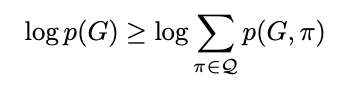 log p(G) ≥ log ∑_{π∈𝒬} p(G, π)